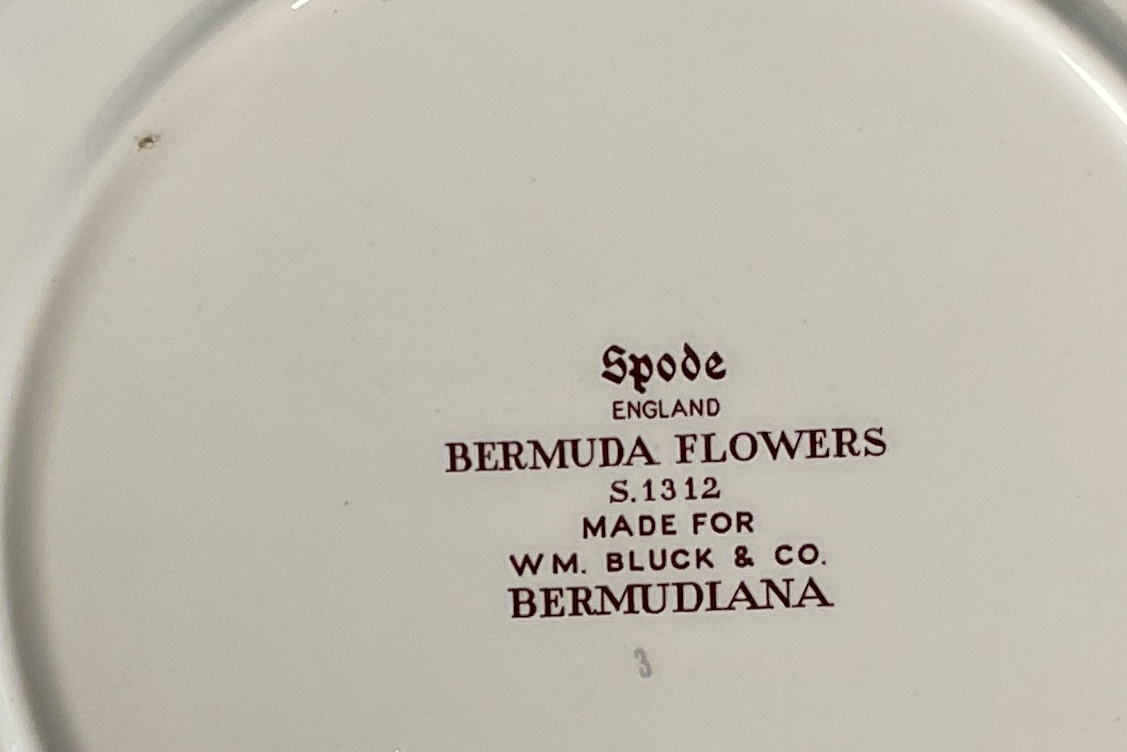 Spode
ENGLAND
BERMUDA FLOWERS
S.1312
MADE FOR
WM. BLUCK & CO.
BERMUDIANA
3